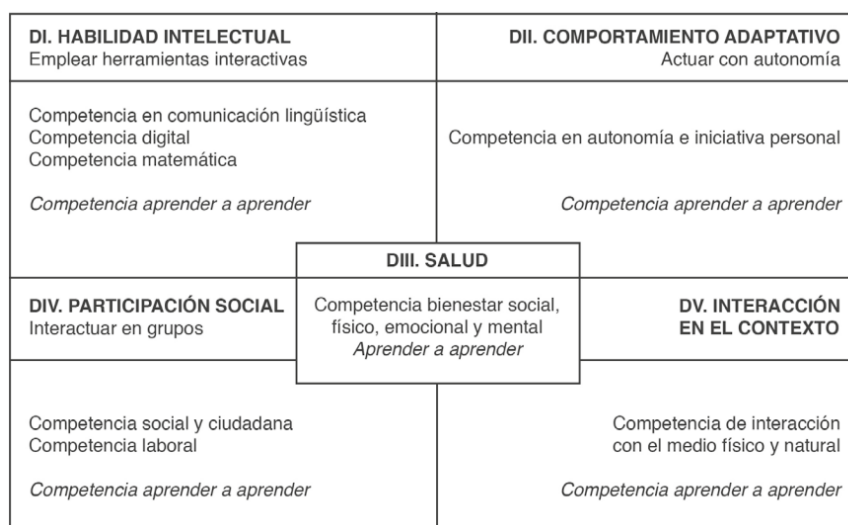 DI. HABILIDAD INTELECTUAL
Emplear herramientas interactivas
DII. COMPORTAMIENTO ADAPTATIVO
Actuar con autonomía
Competencia en comunicación lingüística
Competencia digital
Competencia matemática
Competencia aprender a aprender
Competencia en autonomía e iniciativa personal
Competencia aprender a aprender
DIII. SALUD
Competencia bienestar social,
físico, emocional y mental
Aprender a aprender
DIV. PARTICIPACIÓN SOCIAL
Interactuar en grupos
DV. INTERACCIÓN
EN EL CONTEXTO
Competencia social y ciudadana
Competencia laboral
Competencia aprender a aprender
Competencia de interacción
con el medio físico y natural
Competencia aprender a aprender